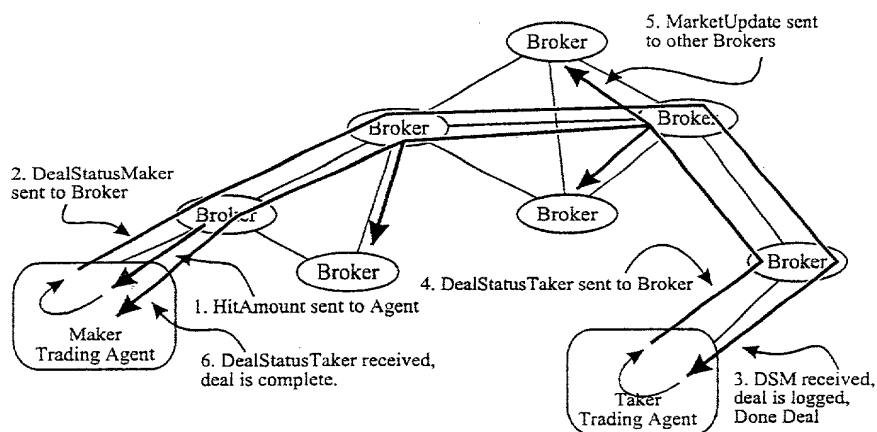 Broker
5. MarketUpdate sent
to other Brokers
Broker
Broker
2. DealStatusMaker
sent to Broker
Broker
Broker
Broker
Broker
4. DealStatusTaker sent to Broker
1. HitAmount sent to Agent
Maker
Trading Agent
6. DealStatusTaker received,
deal is complete.
Taker
Trading Agent
3. DSM received,
deal is logged,
Done Deal